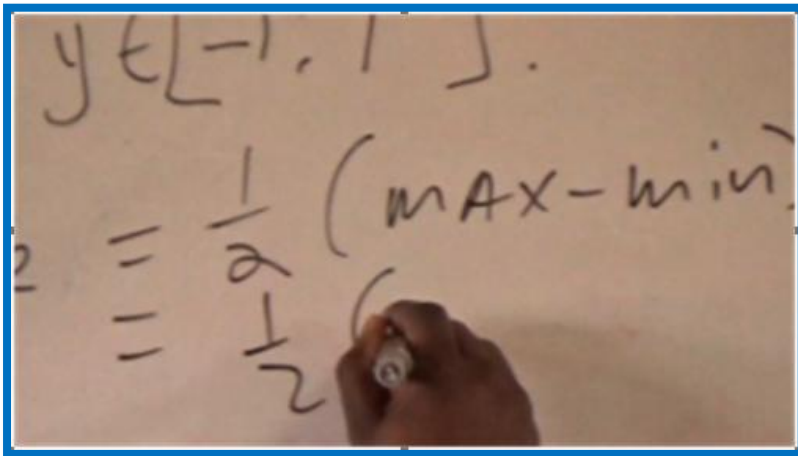 y ∈ [-1, 1].
= 1/2 (mAX - min)
= 1/2 (